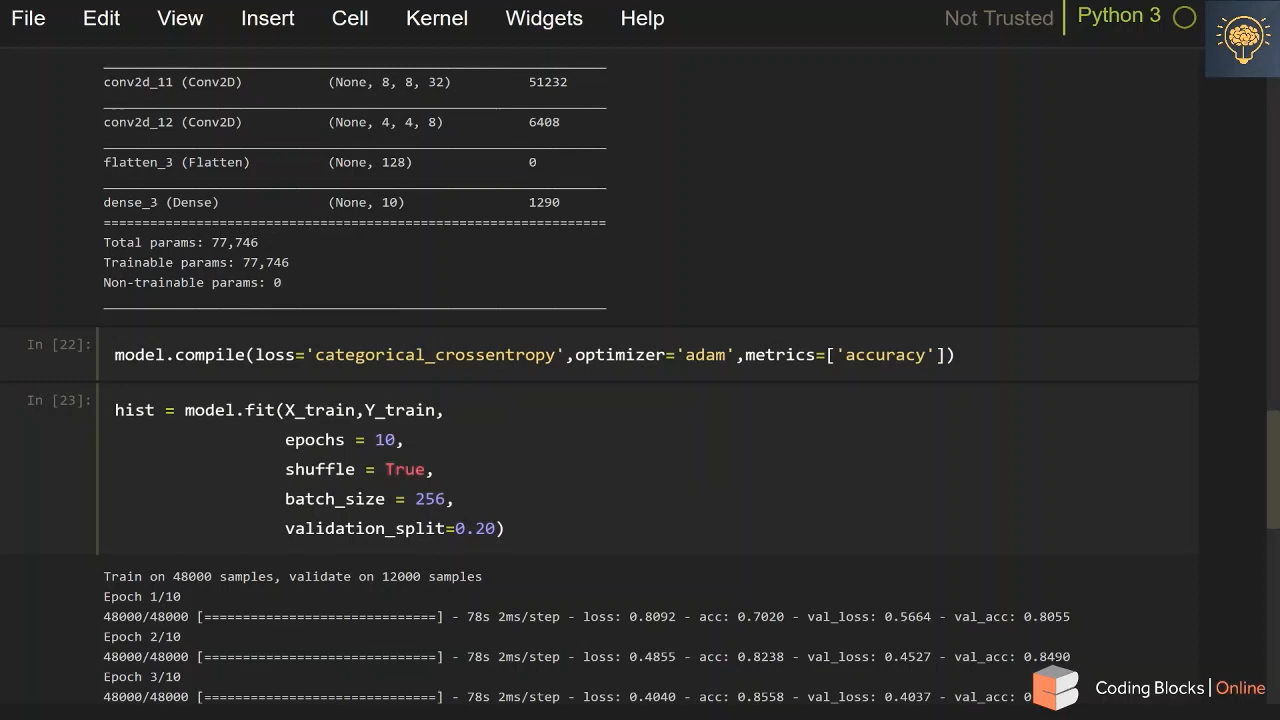 File Edit View Insert Cell Kernel Widgets Help Not Trusted Python 3
conv2d_11 (Conv2D) (None, 8, 8, 32) 51232
conv2d_12 (Conv2D) (None, 4, 4, 8) 6408
flatten_3 (Flatten) (None, 128) 0
dense_3 (Dense) (None, 10) 1290
=================================================================
Total params: 77,746
Trainable params: 77,746
Non-trainable params: 0
In [22]: model.compile(loss='categorical_crossentropy',optimizer='adam',metrics=['accuracy'])
In [23]: hist = model.fit(X_train,Y_train,
epochs = 10,
shuffle = True,
batch_size = 256,
validation_split=0.20)
Train on 48000 samples, validate on 12000 samples
Epoch 1/10
48000/48000 [==============================] - 78s 2ms/step - loss: 0.8092 - acc: 0.7020 - val_loss: 0.5664 - val_acc: 0.8055
Epoch 2/10
48000/48000 [==============================] - 78s 2ms/step - loss: 0.4855 - acc: 0.8238 - val_loss: 0.4527 - val_acc: 0.8490
Epoch 3/10
48000/48000 [==============================] - 78s 2ms/step - loss: 0.4040 - acc: 0.8558 - val_loss: 0.4037 - val_acc:
Coding Blocks | Online